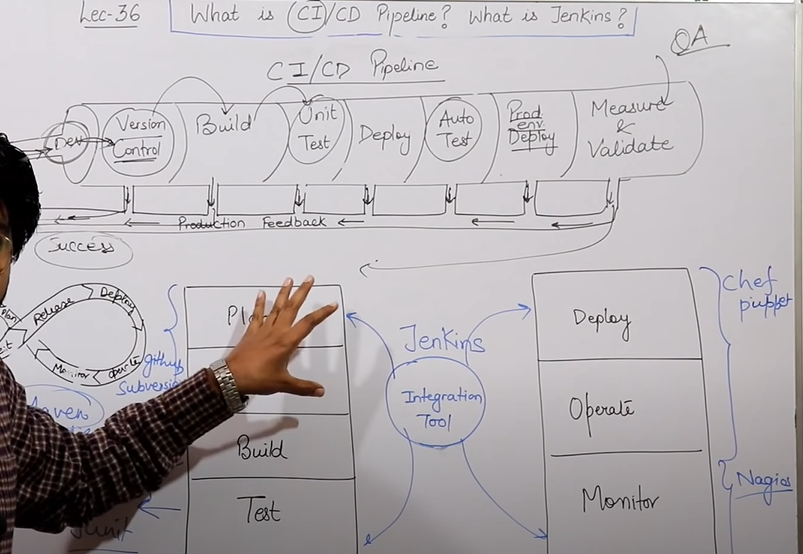 Lec-36
What is CI/CD Pipeline? What is Jenkins?
QA
CI/CD Pipeline
Dev
Version
Control
Build
Unit
Test
Deploy
Auto
Test
Prod
env.
Deploy
Measure
&
Validate
Production Feedback
Success
Plan
Release
Deploy
Operate
Monitor
github
Subversion
Maven
Junit
Build
Test
Jenkins
Integration
Tool
Deploy
Operate
Monitor
Chef
puppet
Nagios